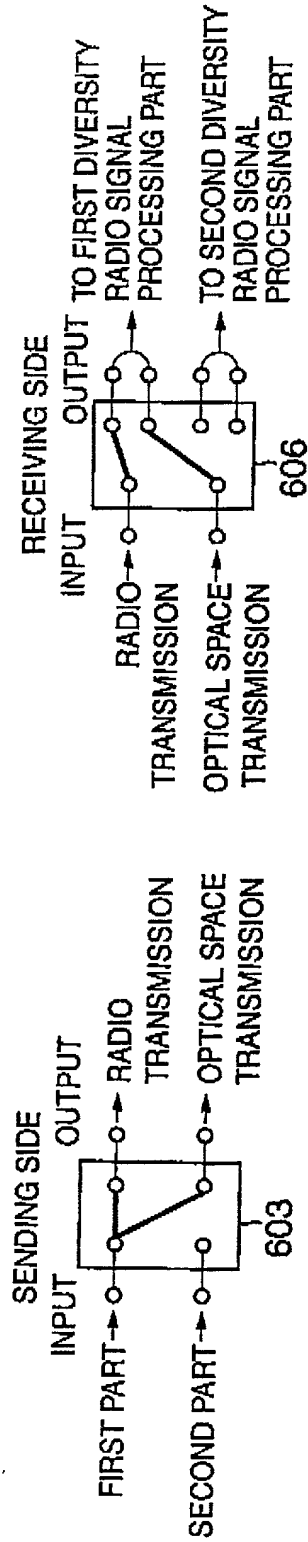 SENDING SIDE
INPUT
OUTPUT
FIRST PART
RADIO
TRANSMISSION
SECOND PART
OPTICAL SPACE
TRANSMISSION
603
RECEIVING SIDE
INPUT
OUTPUT
RADIO
TRANSMISSION
OPTICAL SPACE
TRANSMISSION
TO FIRST DIVERSITY
RADIO SIGNAL
PROCESSING PART
TO SECOND DIVERSITY
RADIO SIGNAL
PROCESSING PART
606